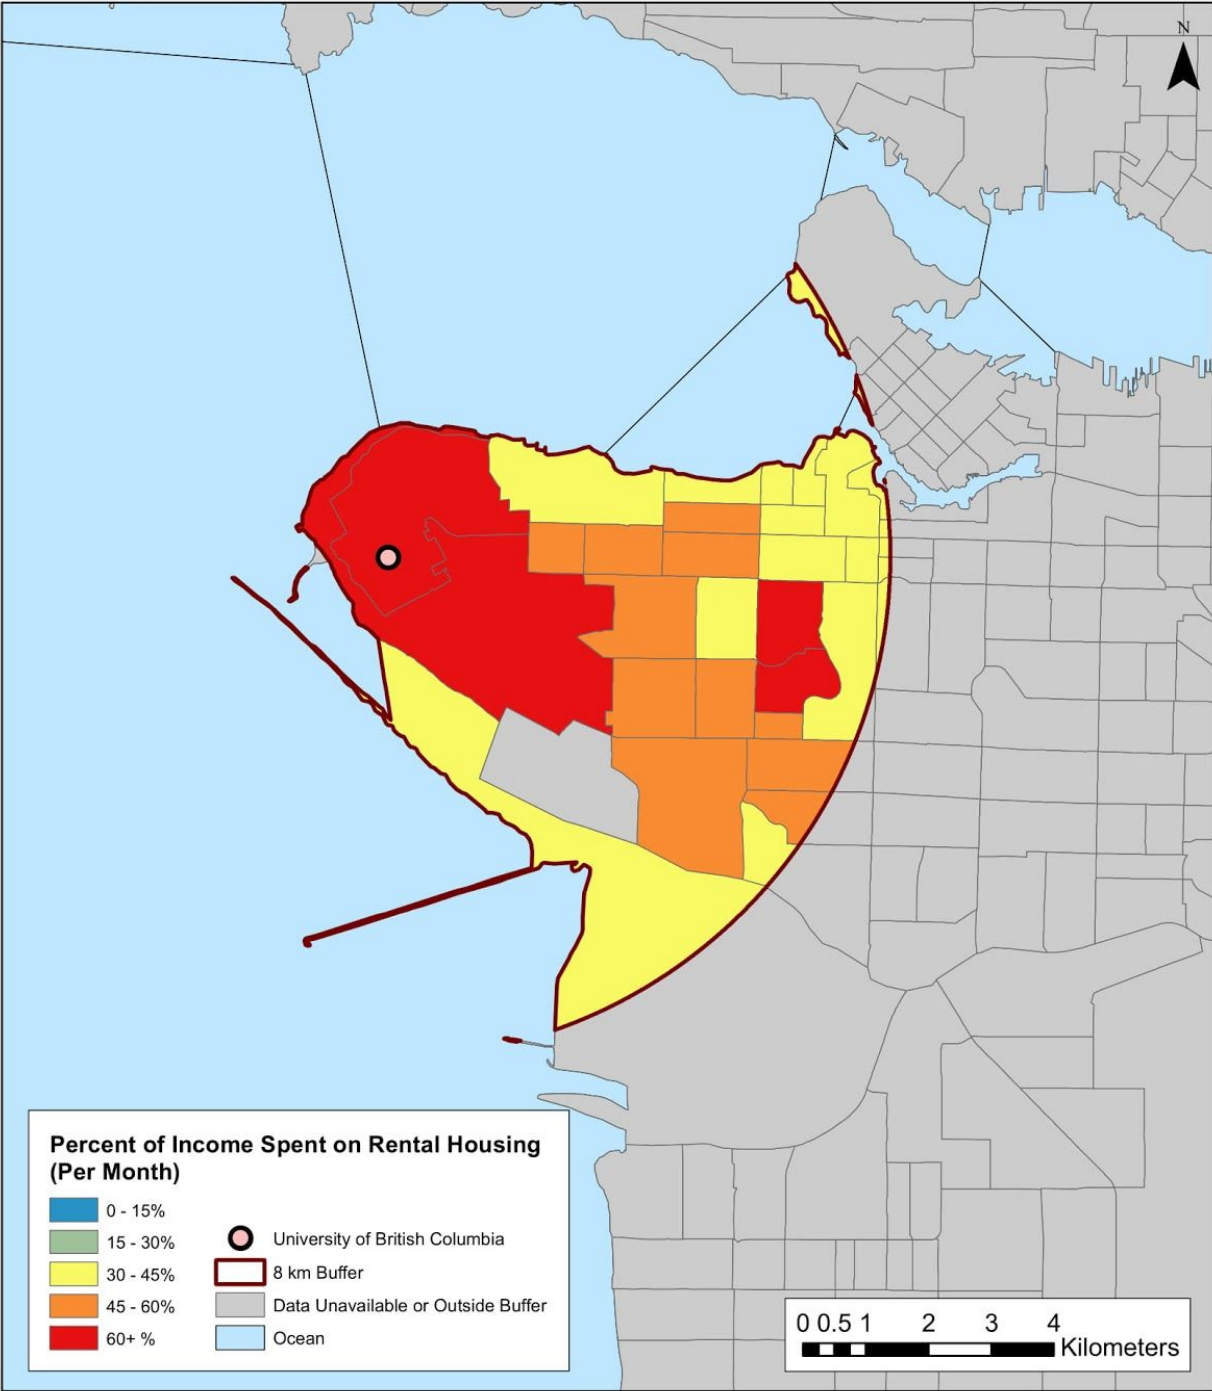 N
Percent of Income Spent on Rental Housing
(Per Month)
0 - 15%
15 - 30%
30 - 45%
45 - 60%
60+ %
University of British Columbia
8 km Buffer
Data Unavailable or Outside Buffer
Ocean
0 0.5 1 2 3 4
Kilometers